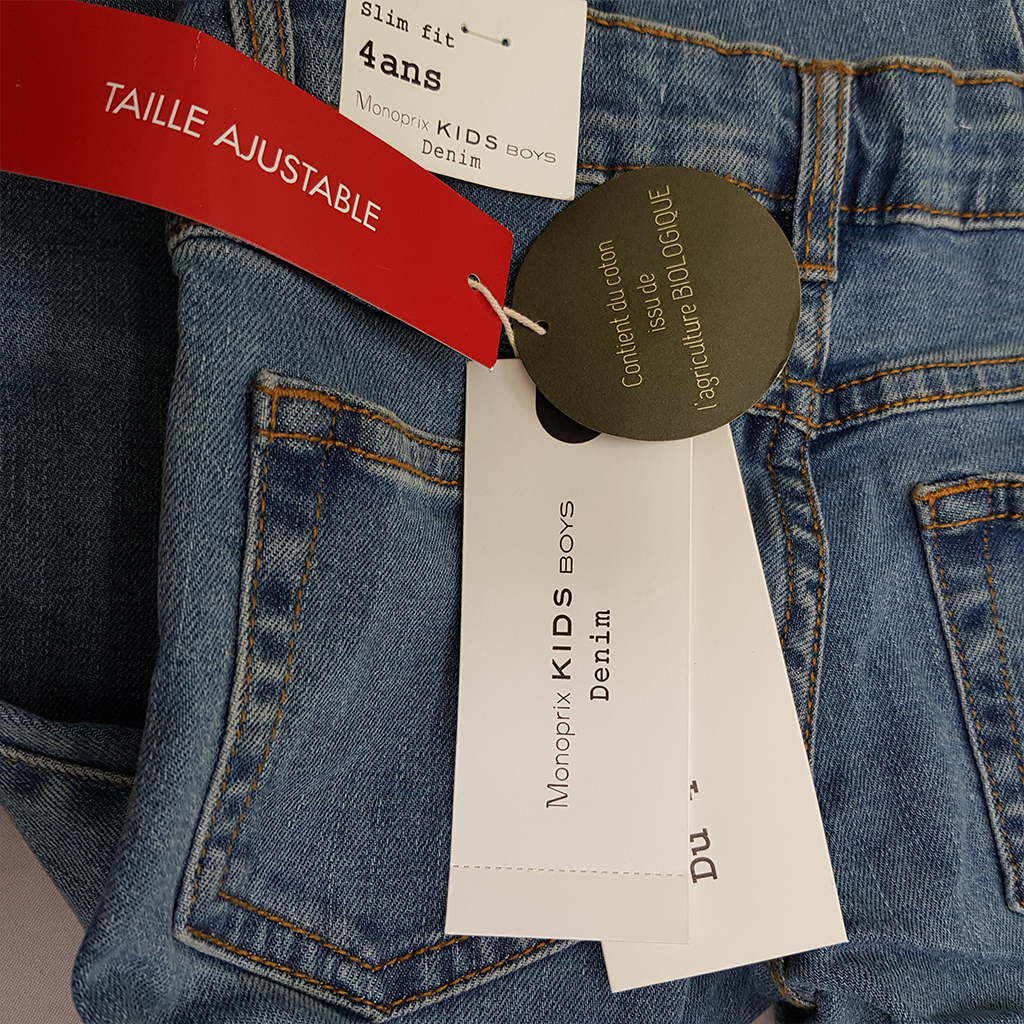 Slim fit
4ans
Monoprix KIDS BOYS
Denim
TAILLE AJUSTABLE
Contient du coton
issu de
l'agriculture BIOLOGIQUE
Monoprix KIDS BOYS
Denim
Du